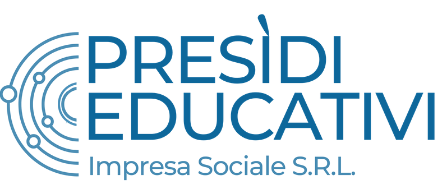 PRESÌDI
EDUCATIVI
Impresa Sociale S.R.L.